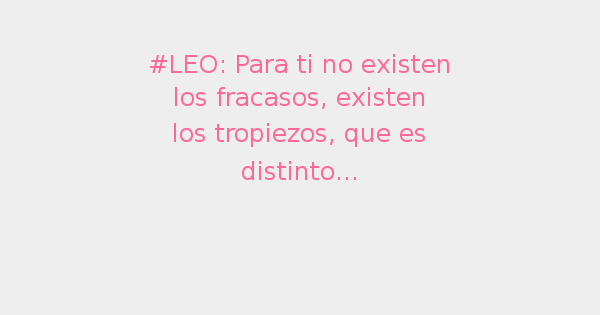 #LEO: Para ti no existen
los fracasos, existen
los tropiezos, que es
distinto...